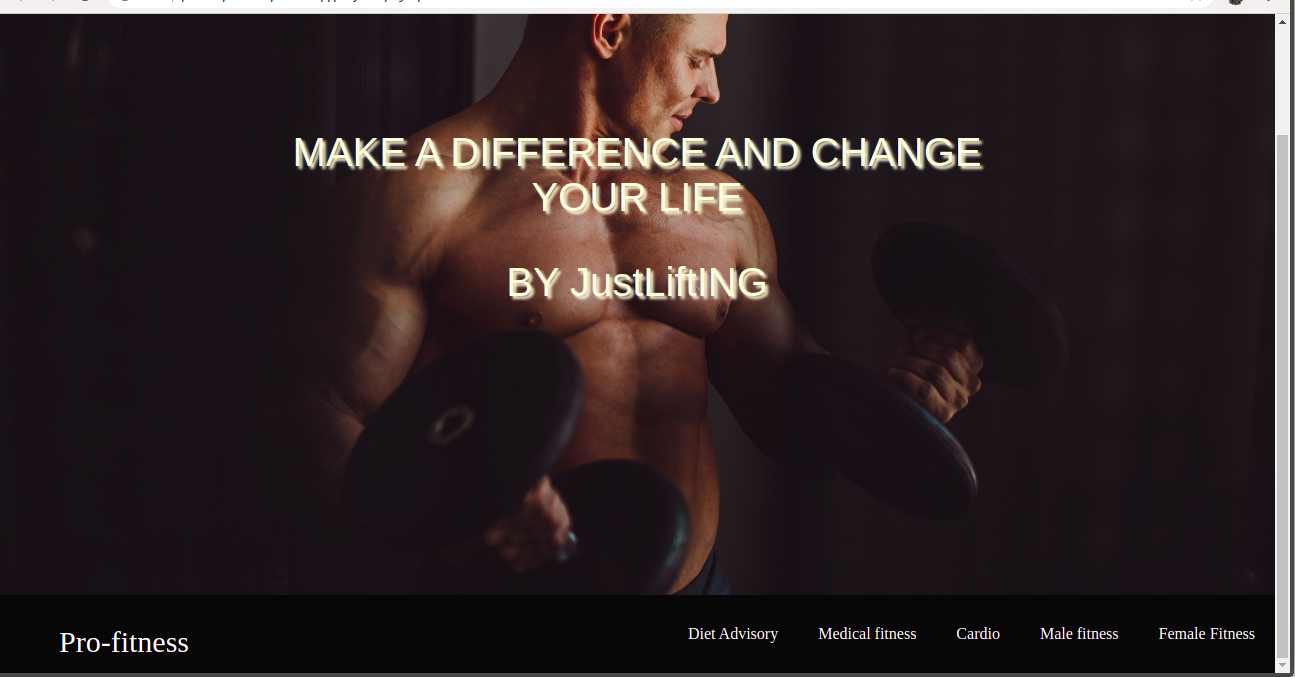 MAKE A DIFFERENCE AND CHANGE
YOUR LIFE
BY JustLiftING
Pro-fitness
Diet Advisory
Medical fitness
Cardio
Male fitness
Female Fitness